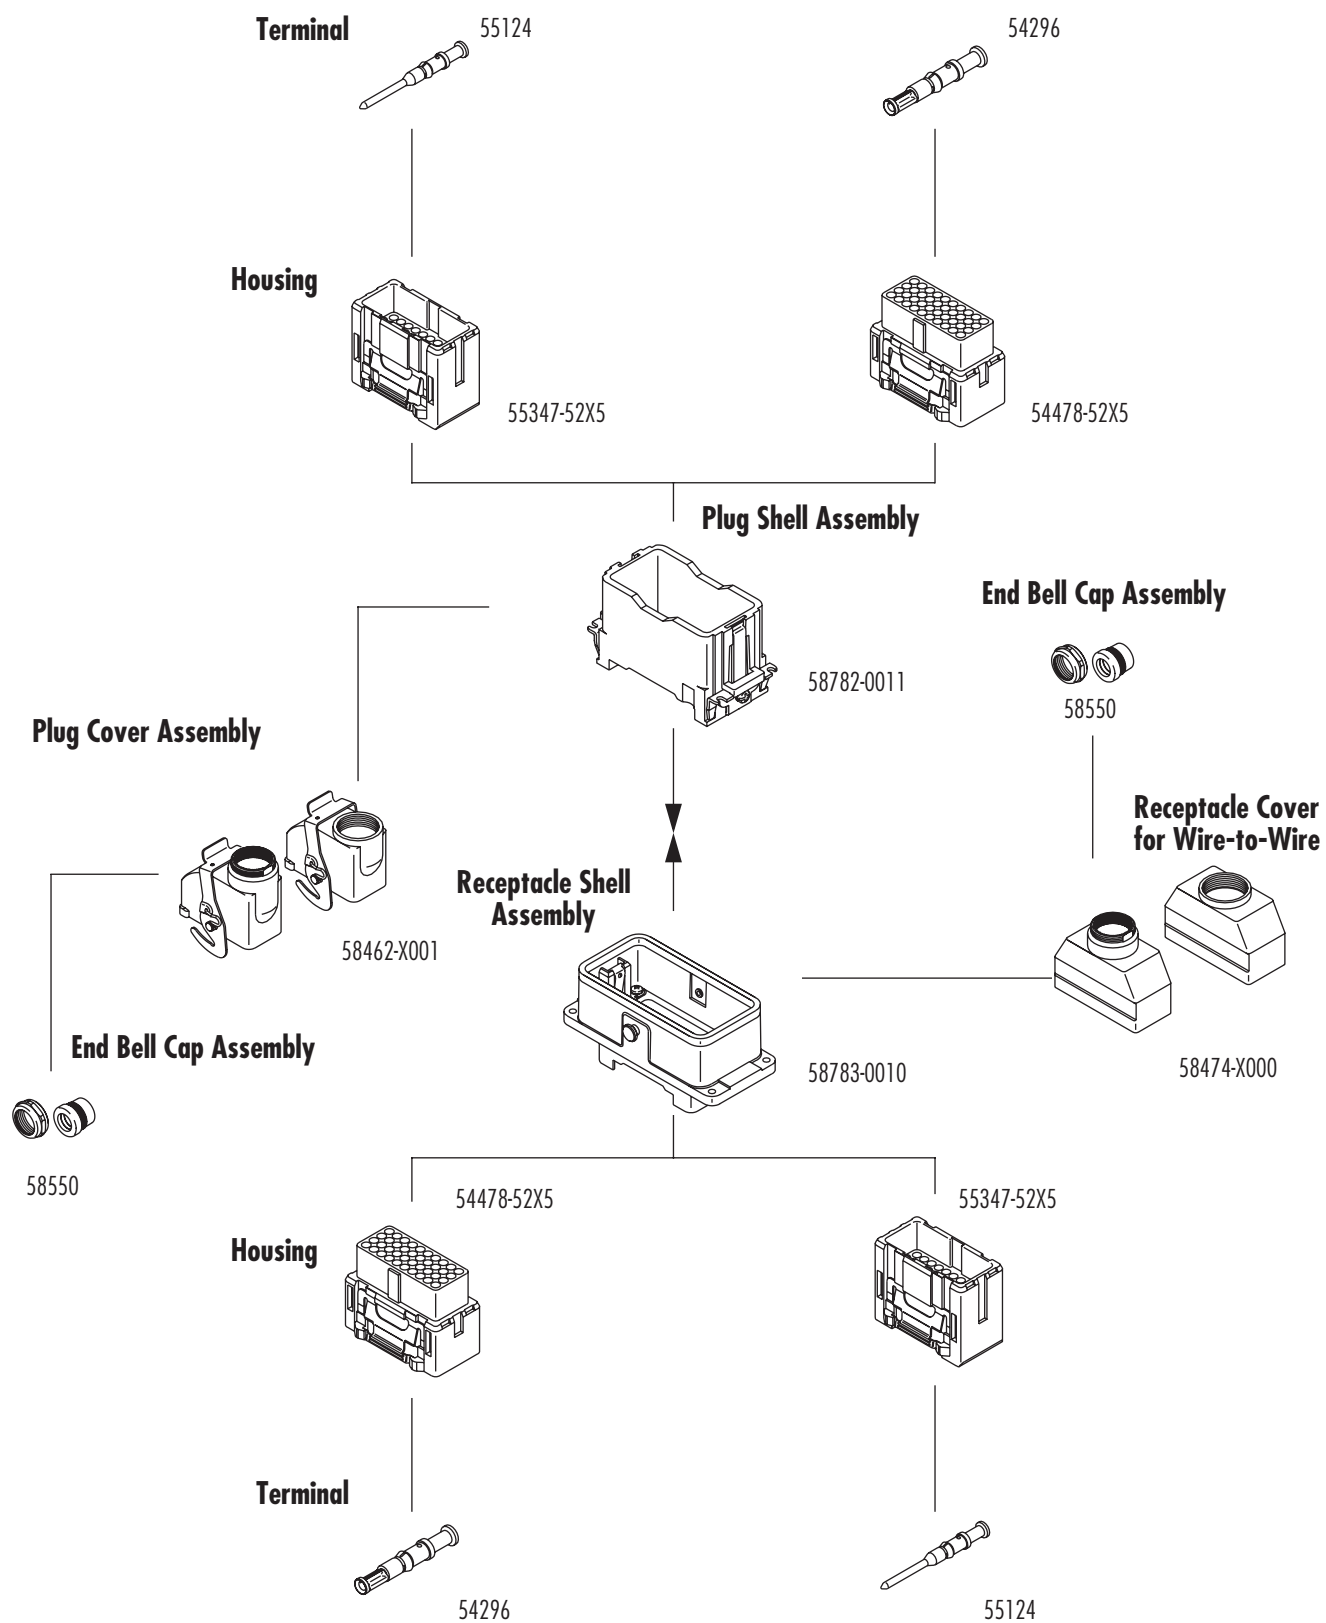 Terminal
55124
54296
Housing
55347-52X5
54478-52X5
Plug Shell Assembly
End Bell Cap Assembly
58782-0011
58550
Plug Cover Assembly
Receptacle Cover
for Wire-to-Wire
Receptacle Shell
Assembly
58462-X001
End Bell Cap Assembly
58783-0010
58474-X000
58550
54478-52X5
55347-52X5
Housing
Terminal
54296
55124